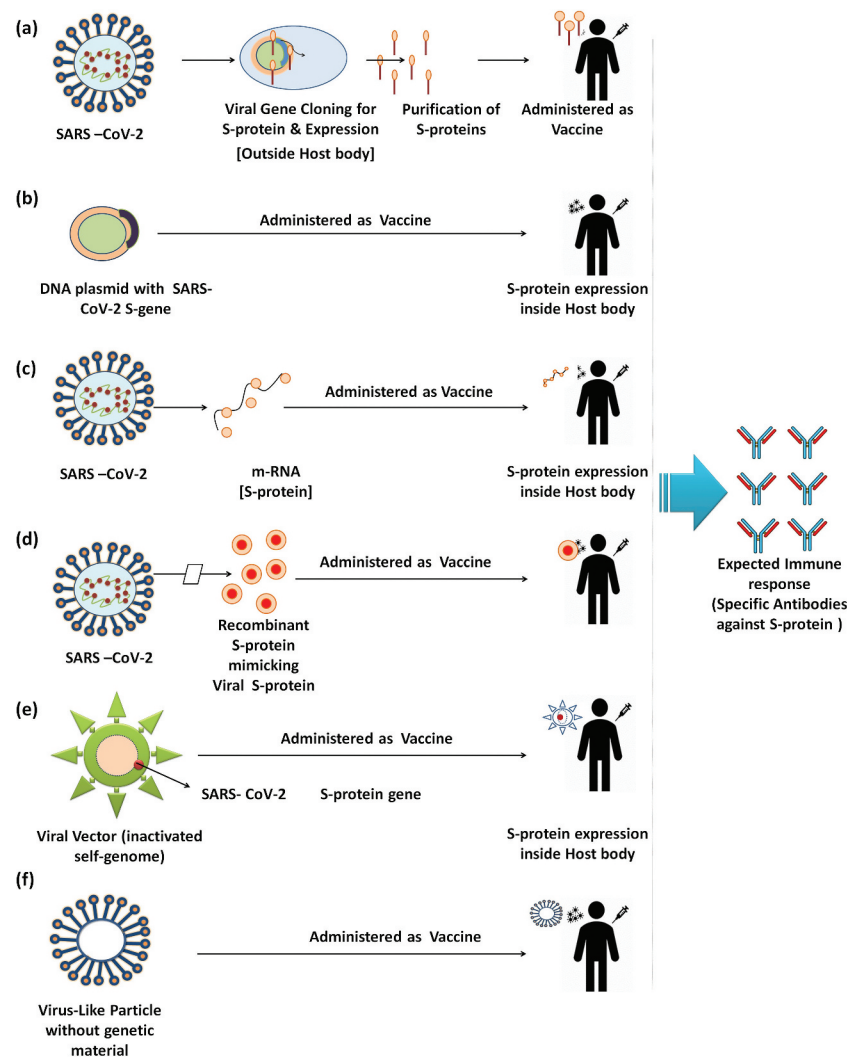 (a)
SARS –CoV-2
Viral Gene Cloning for
S-protein & Expression
[Outside Host body]
Purification of
S-proteins
Administered as
Vaccine
(b)
DNA plasmid with SARS-
CoV-2 S-gene
Administered as Vaccine
S-protein expression
inside Host body
(c)
SARS –CoV-2
m-RNA
[S-protein]
Administered as Vaccine
S-protein expression
inside Host body
(d)
SARS –CoV-2
Recombinant
S-protein
mimicking
Viral S-protein
Administered as Vaccine
(e)
Viral Vector (inactivated
self-genome)
Administered as Vaccine
SARS- CoV-2 S-protein gene
S-protein expression
inside Host body
(f)
Virus-Like Particle
without genetic
material
Administered as Vaccine
Expected Immune
response
(Specific Antibodies
against S-protein )